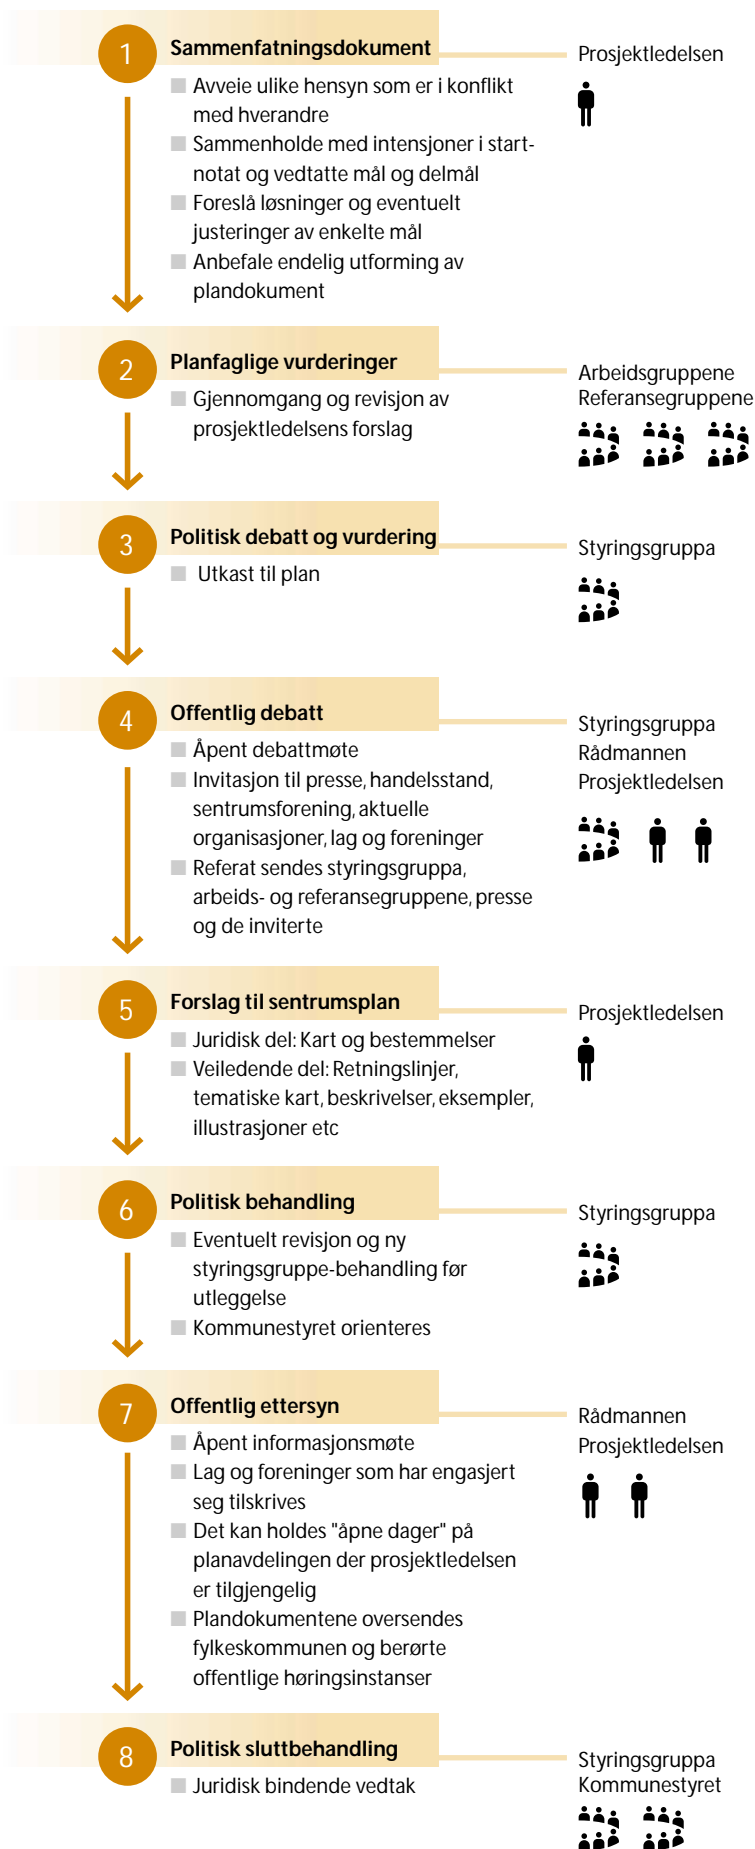 1
Sammenfatningsdokument
Prosjektledelsen
Avveie ulike hensyn som er i konflikt
med hverandre
Sammenholde med intensjoner i start-
notat og vedtatte mål og delmål
Foreslå løsninger og eventuelt
justeringer av enkelte mål
Anbefale endelig utforming av
plandokument
2
Planfaglige vurderinger
Arbeidsgruppene
Referansegruppene
Gjennomgang og revisjon av
prosjektledelsens forslag
3
Politisk debatt og vurdering
Styringsgruppa
Utkast til plan
4
Offentlig debatt
Styringsgruppa
Rådmannen
Prosjektledelsen
Åpent debattmøte
Invitasjon til presse, handelsstand,
sentrumsforening, aktuelle
organisasjoner, lag og foreninger
Referat sendes styringsgruppa,
arbeids- og referansegruppene, presse
og de inviterte
5
Forslag til sentrumsplan
Prosjektledelsen
Juridisk del: Kart og bestemmelser
Veiledende del: Retningslinjer,
tematiske kart, beskrivelser, eksempler,
illustrasjoner etc
6
Politisk behandling
Styringsgruppa
Eventuelt revisjon og ny
styringsgruppe-behandling før
utleggelse
Kommunestyret orienteres
7
Offentlig ettersyn
Rådmannen
Prosjektledelsen
Åpent informasjonsmøte
Lag og foreninger som har engasjert
seg tilskrives
Det kan holdes "åpne dager" på
planavdelingen der prosjektledelsen
er tilgjengelig
Plandokumentene oversendes
fylkeskommunen og berørte
offentlige høringsinstanser
8
Politisk sluttbehandling
Styringsgruppa
Kommunestyret
Juridisk bindende vedtak